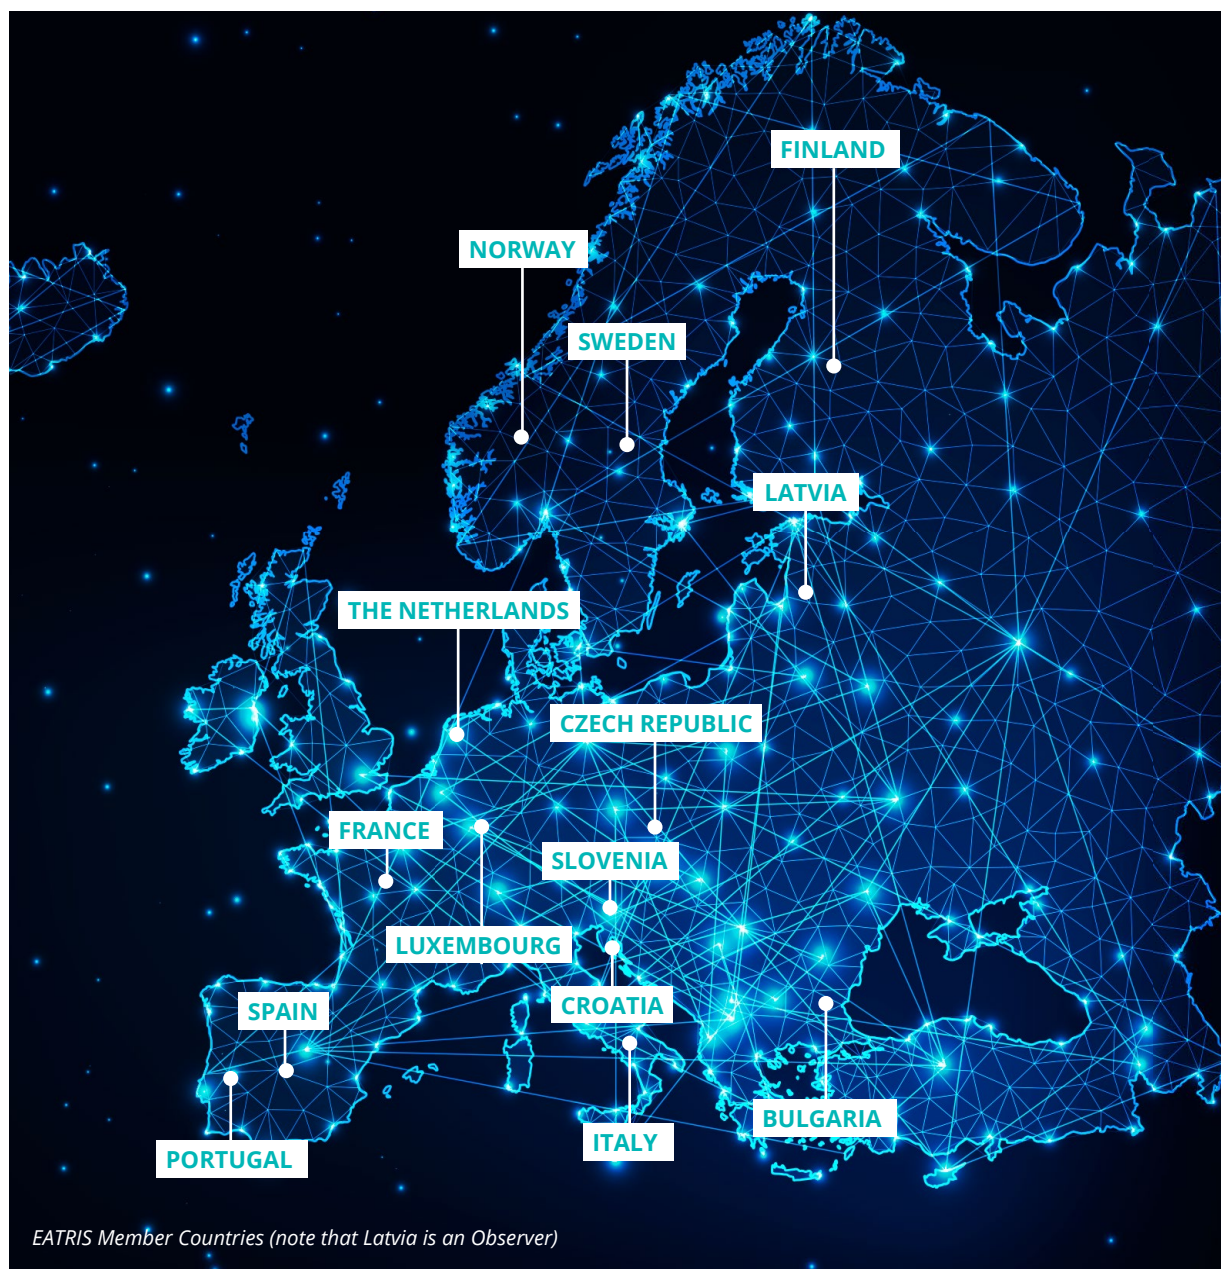 FINLAND
NORWAY
SWEDEN
LATVIA
THE NETHERLANDS
CZECH REPUBLIC
FRANCE
SLOVENIA
LUXEMBOURG
SPAIN
CROATIA
BULGARIA
ITALY
PORTUGAL
EATRIS Member Countries (note that Latvia is an Observer)